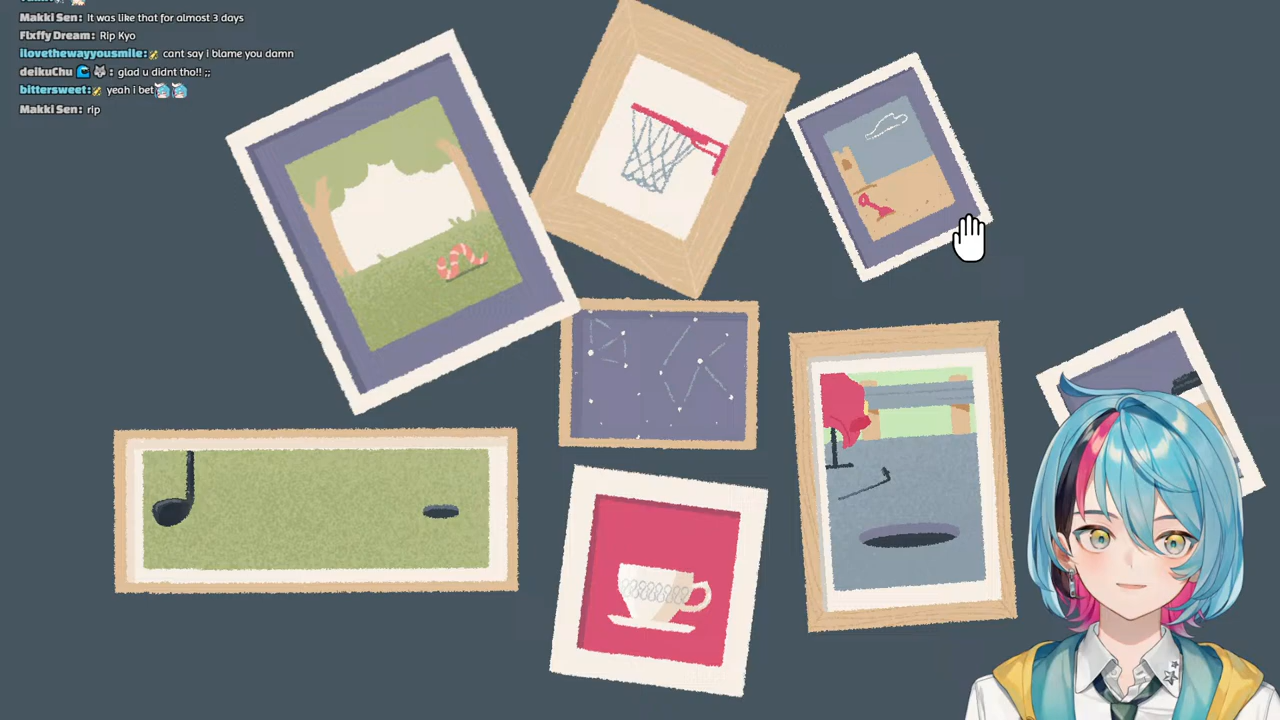 Makki Sen: It was like that for almost 3 days
Flxffy Dream: Rip Kyo
ilovethewayyousmile: cant say i blame you damn
deikuChu : glad u didnt tho!! ;;
bittersweet: yeah i bet
Makki Sen: rip